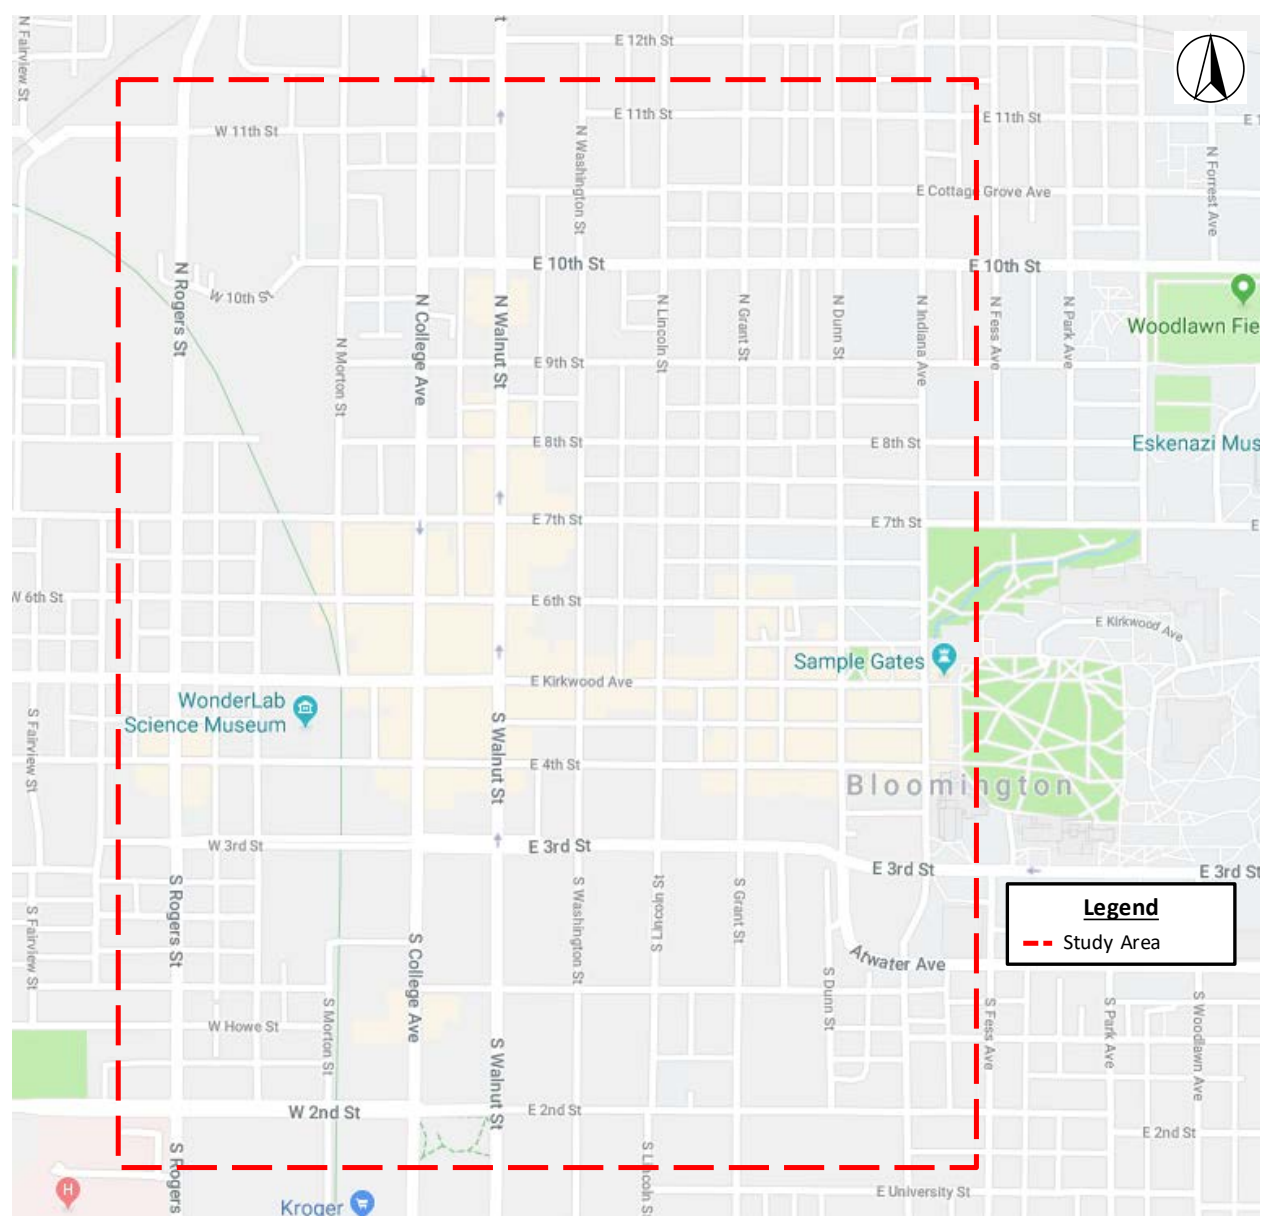 N Fairview St
E 12th St
E 11th St
E 11th St
E 1
W 11th St
N Washington St
N Forrest Ave
E Cottage Grove Ave
E 10th St
E 10th St
W 10th St
N Rogers St
N College Ave
N Walnut St
N Lincoln St
N Grant St
N Dunn St
N Indiana Ave
N Fess Ave
N Park Ave
Woodlawn Fie
N Morton St
E 9th St
E 8th St
E 8th St
Eskenazi Mus
E 7th St
E 7th St
E
W 6th St
E 6th St
E Kirkwood Ave
Sample Gates
E Kirkwood Ave
WonderLab
Science Museum
S Fairview St
S Walnut St
E 4th St
Bloomington
W 3rd St
E 3rd St
E 3rd St
E 3rd St
S Rogers St
S Washington St
S Lincoln St
S Grant St
Legend
Study Area
S Fairview St
S College Ave
Atwater Ave
S Dunn St
S Morton St
W Howe St
S Walnut St
S Fess Ave
S Park Ave
S Woodlawn Ave
W 2nd St
E 2nd St
E 2nd St
S Rogers
S Lincoln St
H
Kroger
E University St